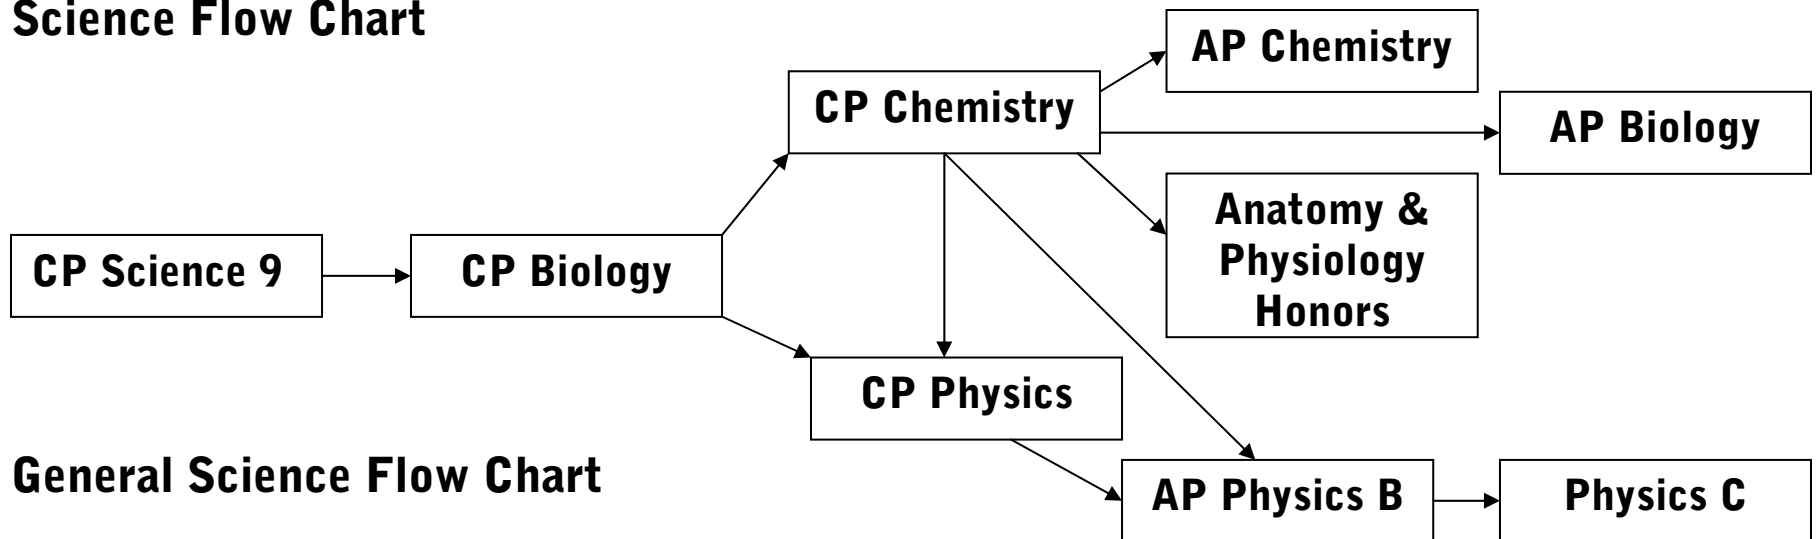 Science Flow Chart
AP Chemistry
CP Chemistry
AP Biology
Anatomy &
Physiology
Honors
CP Science 9
CP Biology
CP Physics
General Science Flow Chart
AP Physics B
Physics C